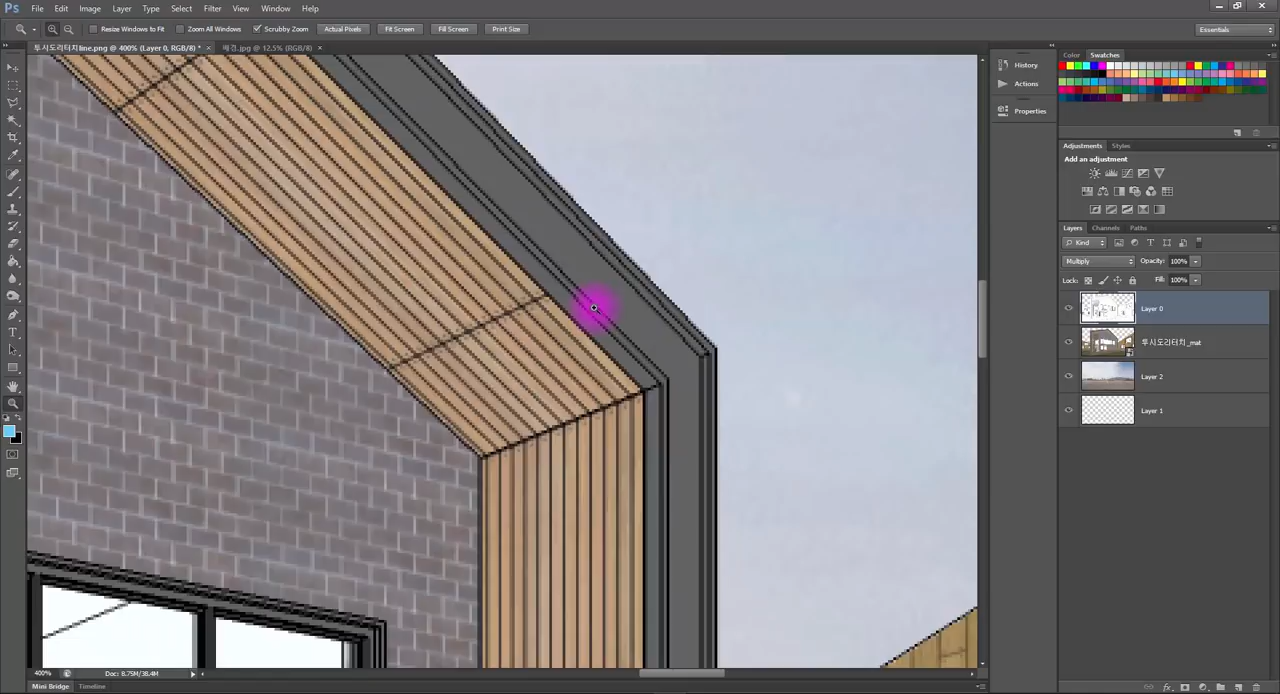 Ps File Edit Image Layer Type Select Filter View Window Help
Resize Windows to Fit Zoom All Windows Scrubby Zoom Actual Pixels Fit Screen Fill Screen Print Size Essentials
투시도리터치line.png @ 400% (Layer 0, RGB/8) * × 배경.jpg @ 12.5% (RGB/8) ×
History
Actions
Properties
Color Swatches
Adjustments Styles
Add an adjustment
Layers Channels Paths
Kind
Multiply Opacity: 100%
Lock: Fill: 100%
Layer 0
투시도리터치_mat
Layer 2
Layer 1
400% Doc: 8.75M/38.4M
Mini Bridge Timeline